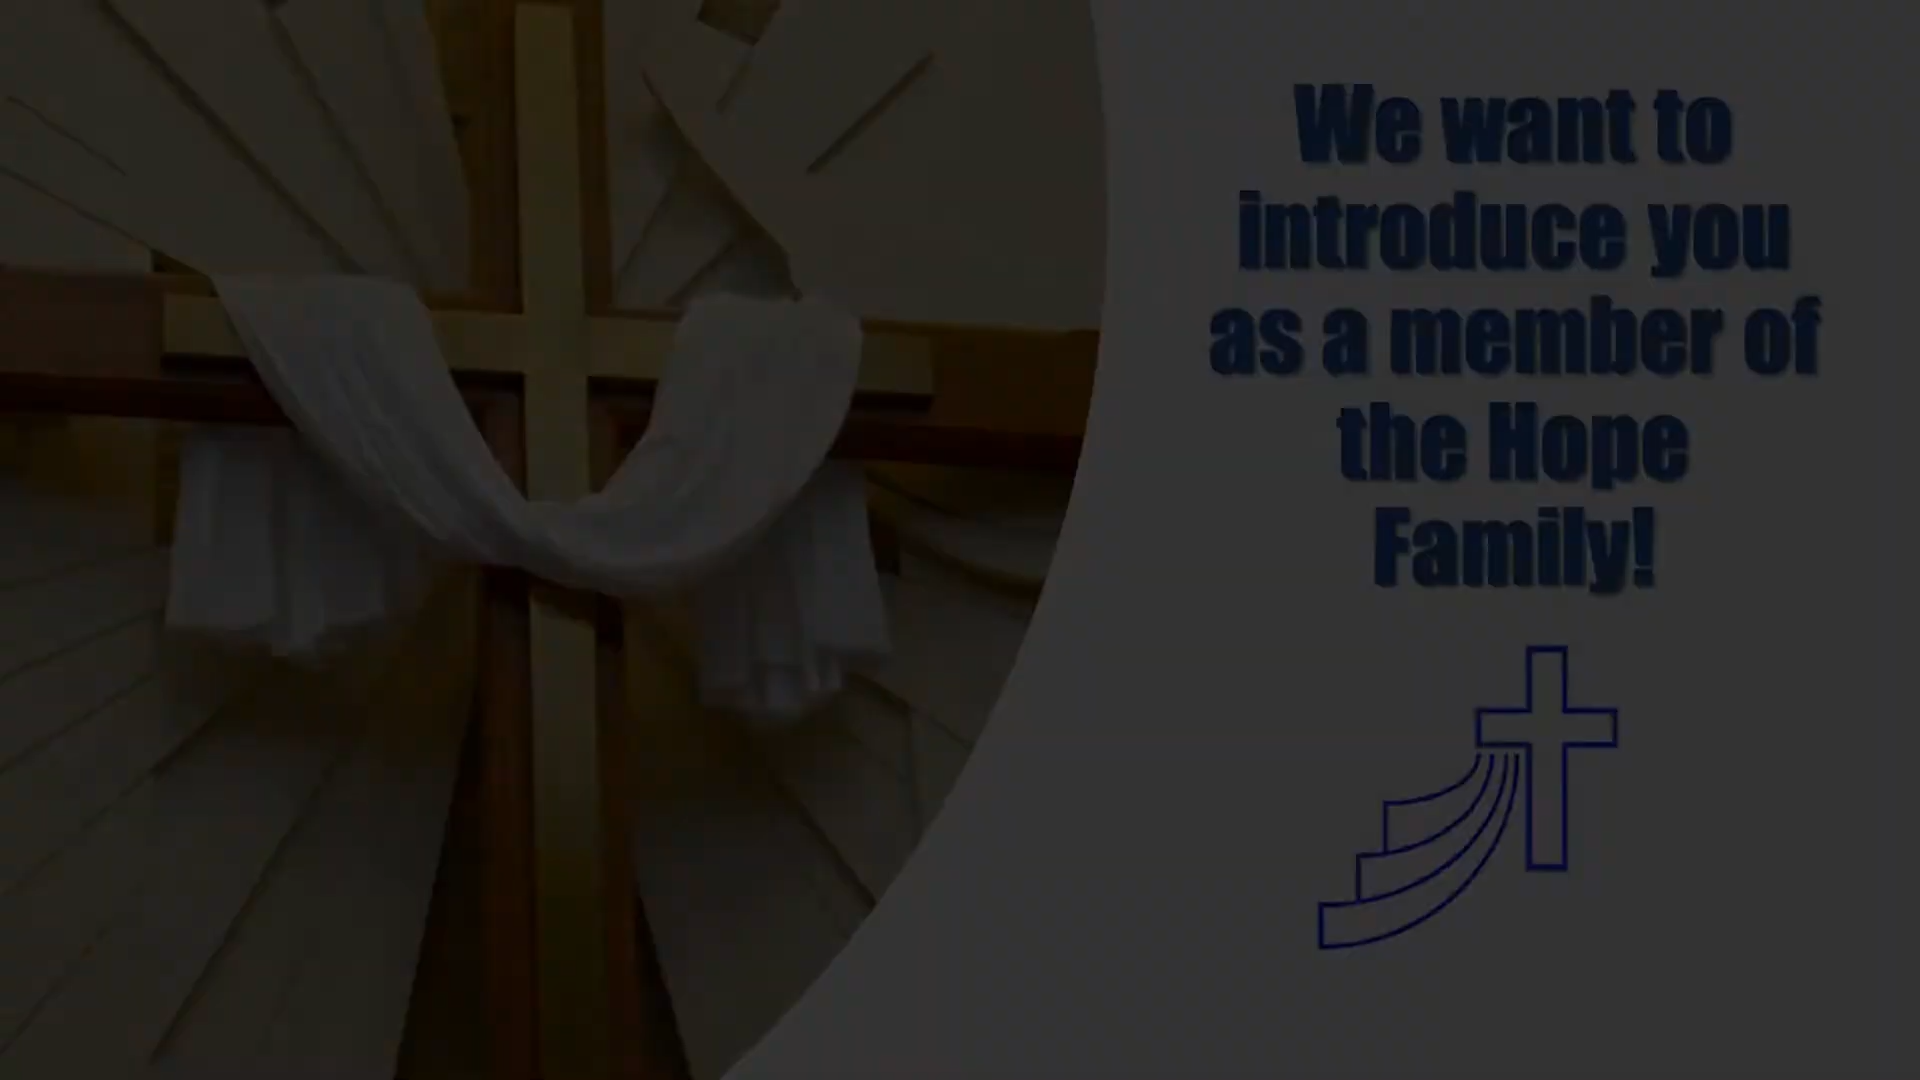 We want to
introduce you
as a member of
the Hope
Family!